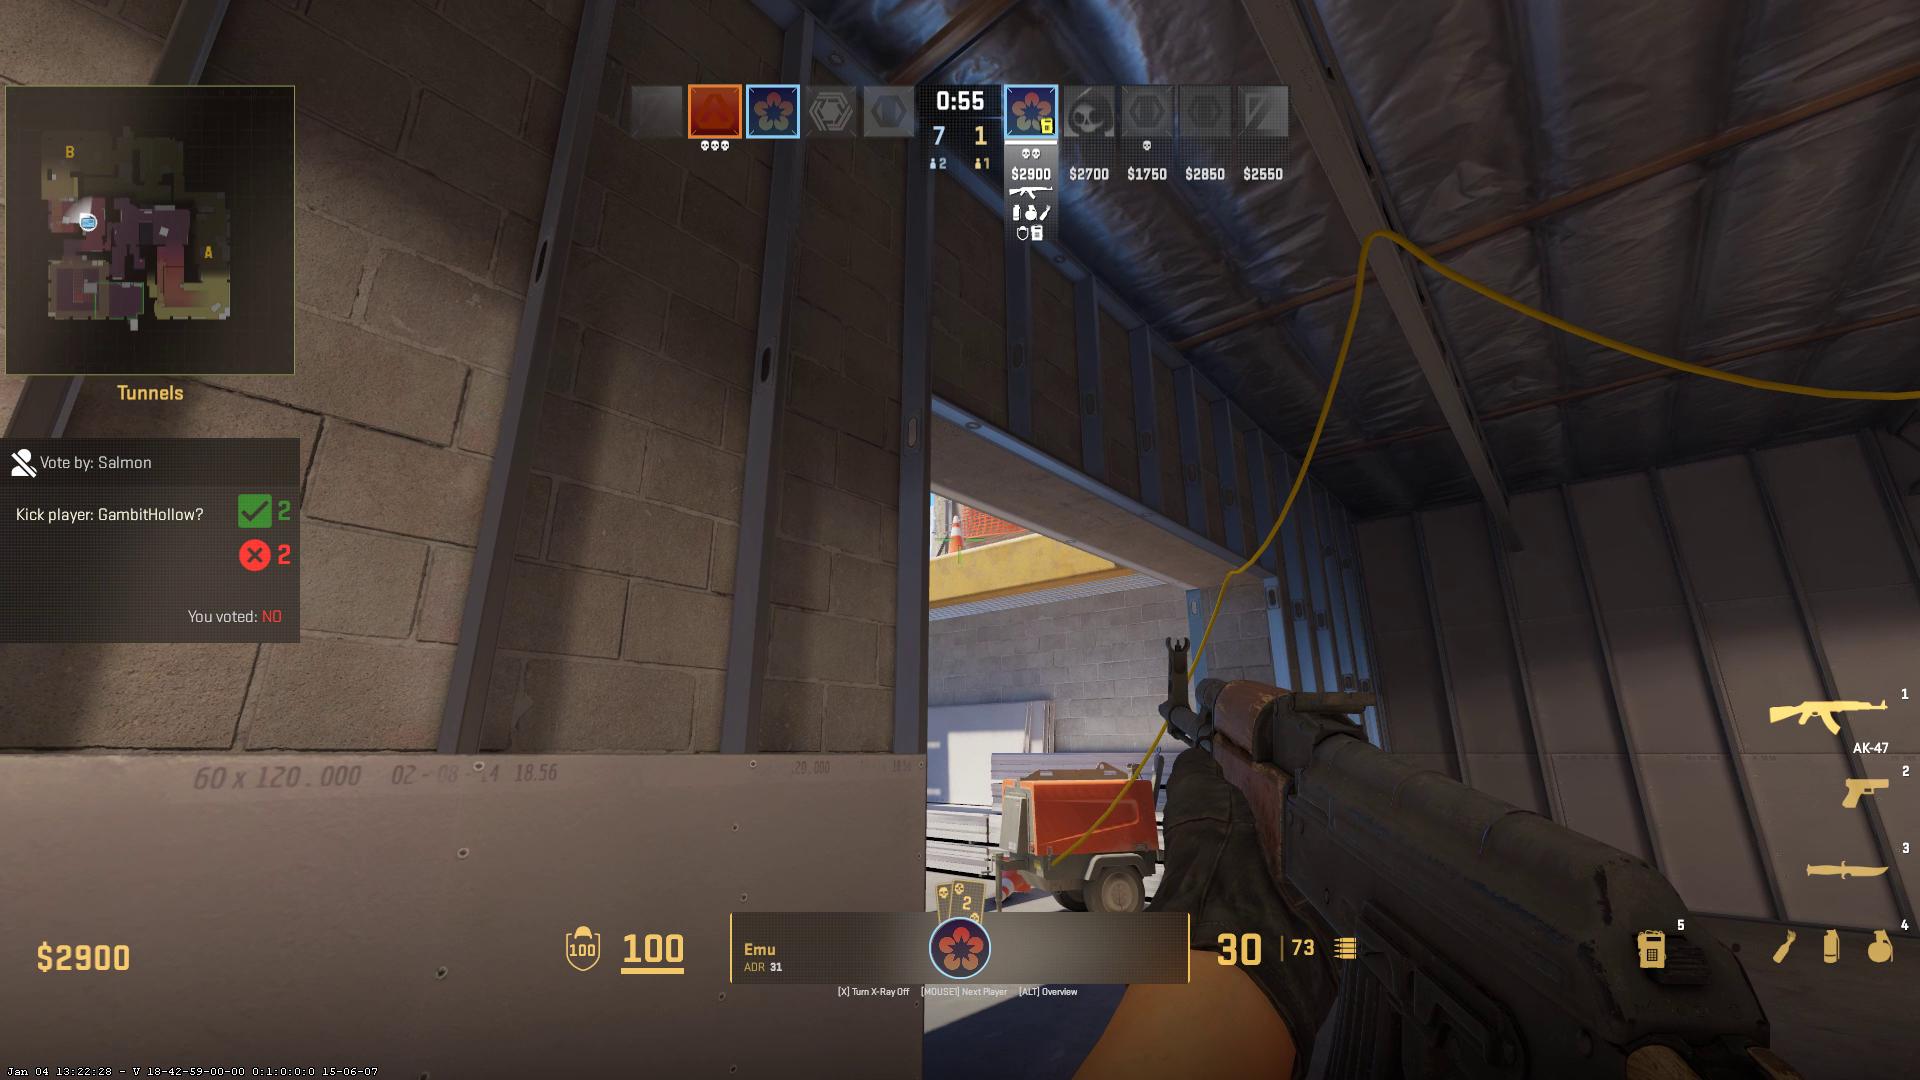 0:55
7 1
2 1
$2900 $2700 $1750 $2850 $2550
B
A
Tunnels
Vote by: Salmon
Kick player: GambitHollow? 2
2
You voted: NO
60 x 120.000 02-08-14 18.56
1
AK-47
2
3
5
4
2
$2900
100
100
Emu
ADR 31
30 | 73
[X] Turn X-Ray Off [MOUSE1] Next Player [ALT] Overview
Jan 04 13:22:28 - V 18-42-59-00-00 0:1:0:0:0 15-06-07